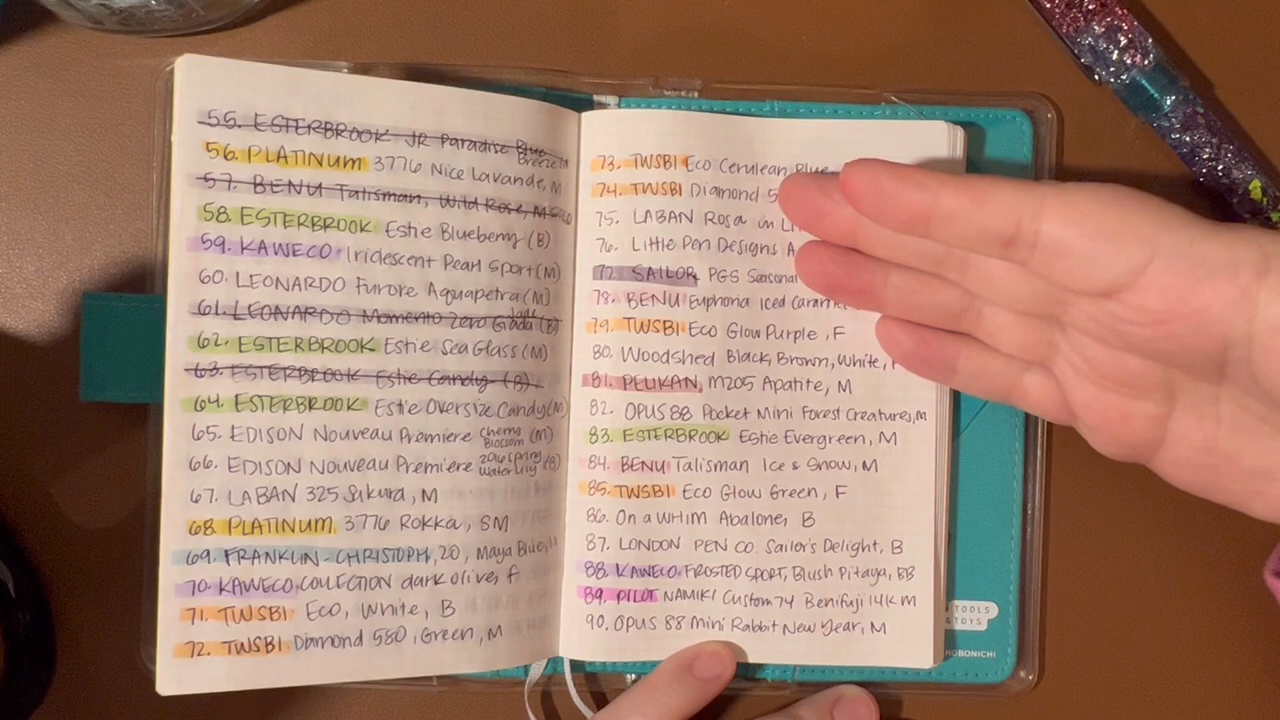 55. ESTERBROOK JR Paradise Blue Breeze
56. PLATINUM 3776 Nice Lavande, M
57. BENU Talisman, Wild Rose, M
58. ESTERBROOK Estie Blueberry (B)
59. KAWECO Iridescent Pearl Sport (M)
60. LEONARDO Furore Aquapetra (M)
61. LEONARDO Momento Zero Giada Jade (B)
62. ESTERBROOK Estie Sea Glass (M)
63. ESTERBROOK Estie Candy (B)
64. ESTERBROOK Estie Oversize Candy (M)
65. EDISON Nouveau Premiere cherry Blossom (M)
66. EDISON Nouveau Premiere 2016 spring water lily (B)
67. LABAN 325 Sakura, M
68. PLATINUM 3776 Rokka, SM
69. FRANKLIN-CHRISTOPH, 20, Maya Blue,
70. KAWECO COLLECTION dark olive, f
71. TWSBI Eco, White, B
72. TWSBI Diamond 580, Green, M
73. TWSBI Eco Cerulean Blue
74. TWSBI Diamond 5
75. LABAN Rosa in
76. Little Pen Designs A
77. SAILOR PGS Seasonal
78. BENU Euphoria Iced
79. TWSBI Eco Glow Purple, F
80. Woodshed Black, Brown, White,
81. PELIKAN, M205 Apatite, M
82. OPUS 88 Pocket Mini Forest Creatures, M
83. ESTERBROOK Estie Evergreen, M
84. BENU Talisman Ice & Snow, M
85. TWSBI Eco Glow Green, F
86. On a WHIM Abalone, B
87. LONDON PEN CO. Sailor's Delight, B
88. KAWECO FROSTED SPORT, Blush Pitaya, BB
89. PILOT NAMIKI Custom 74 Benifuji 14K M
90. OPUS 88 Mini Rabbit New Year, M
TOOLS
& TOYS
HOBONICHI